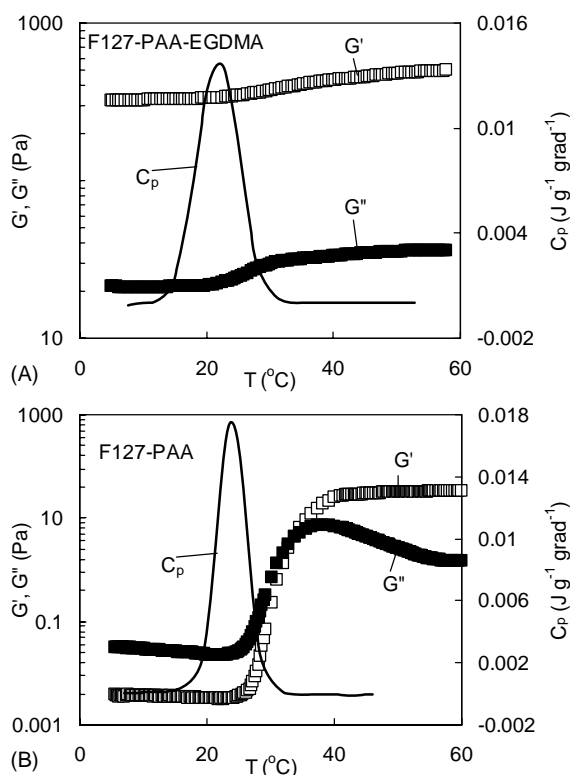 1000
F127-PAA-EGDMA
G'
0.016
G', G" (Pa)
Cp
0.01
Cp (J g⁻¹ grad⁻¹)
G"
0.004
10
-0.002
0 20 40 60
(A)
T (°C)
1000
F127-PAA
0.018
G'
0.013
10
G', G" (Pa)
Cp
G"
0.01
Cp (J g⁻¹ grad⁻¹)
0.006
0.1
0.002
0.001
-0.002
0 20 40 60
(B)
T (°C)